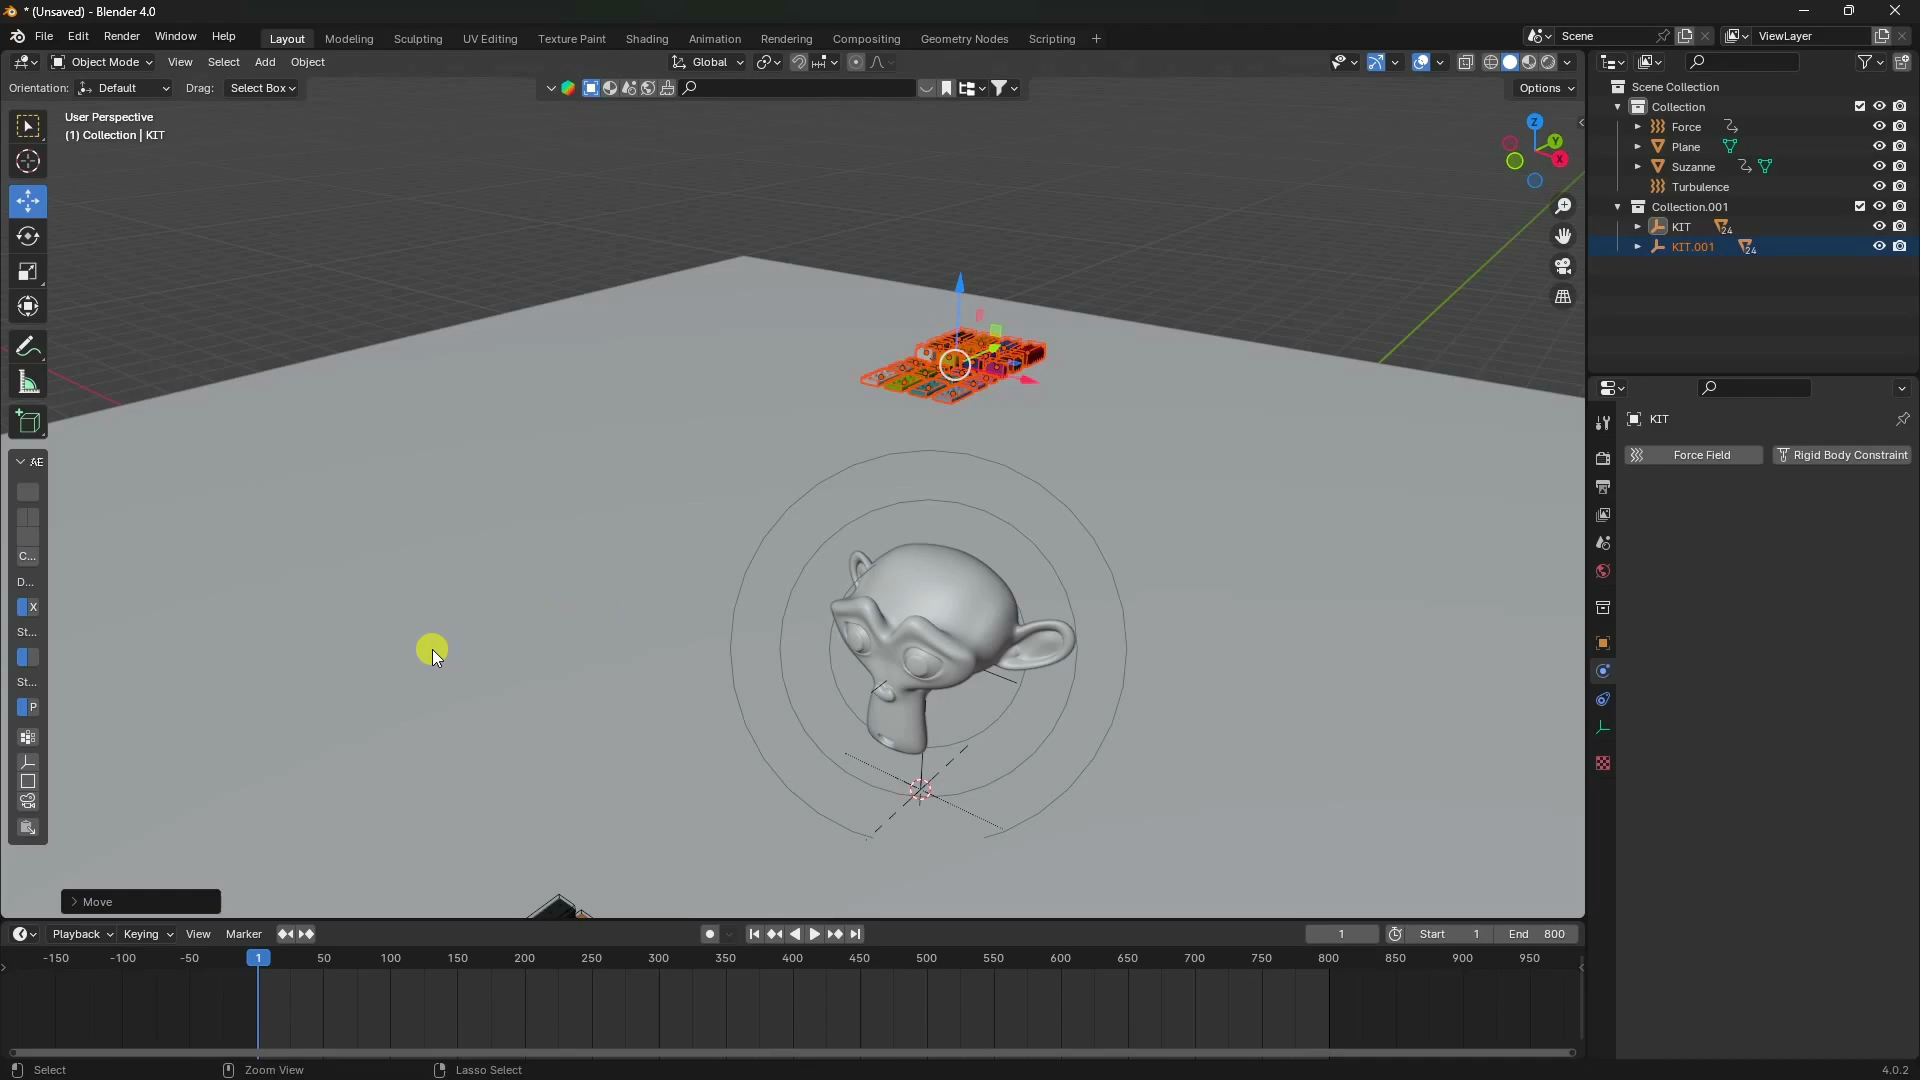 * (Unsaved) - Blender 4.0
File Edit Render Window Help
Layout Modeling Sculpting UV Editing Texture Paint Shading Animation Rendering Compositing Geometry Nodes Scripting +
Scene
ViewLayer
Object Mode View Select Add Object
Global
Orientation: Default Drag: Select Box
Options
User Perspective
(1) Collection | KIT
Z
Y
X
Scene Collection
Collection
Force
Plane
Suzanne
Turbulence
Collection.001
KIT 24
KIT.001 24
KIT
Force Field
Rigid Body Constraint
AE
C...
D...
X
St...
St...
P
> Move
Playback Keying View Marker
1
Start 1
End 800
-150 -100 -50 1 50 100 150 200 250 300 350 400 450 500 550 600 650 700 750 800 850 900 950
Select
Zoom View
Lasso Select
4.0.2